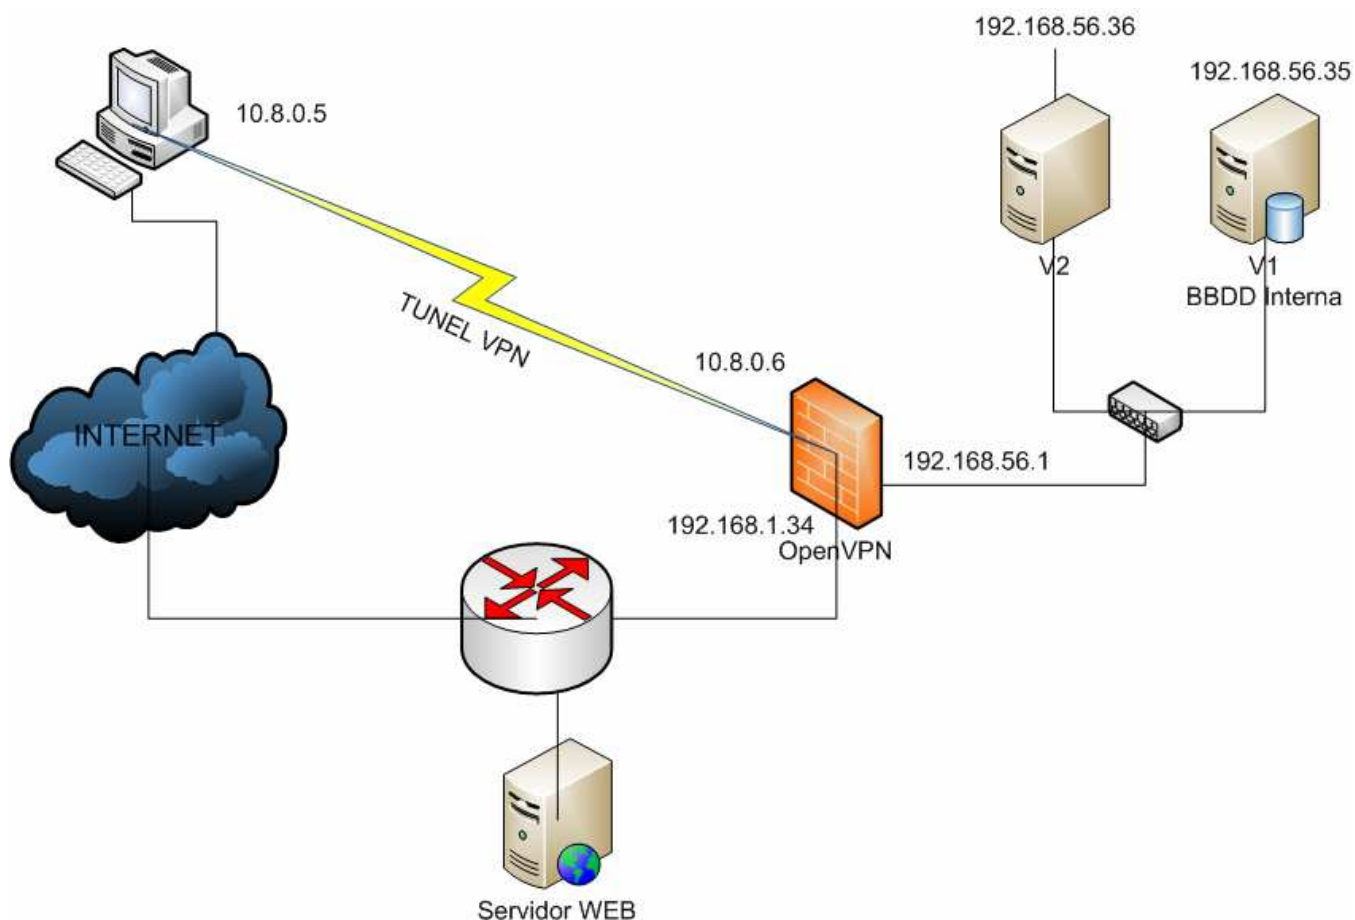 192.168.56.36
192.168.56.35
10.8.0.5
V2
V1
BBDD Interna
TUNEL VPN
10.8.0.6
INTERNET
192.168.56.1
192.168.1.34
OpenVPN
Servidor WEB